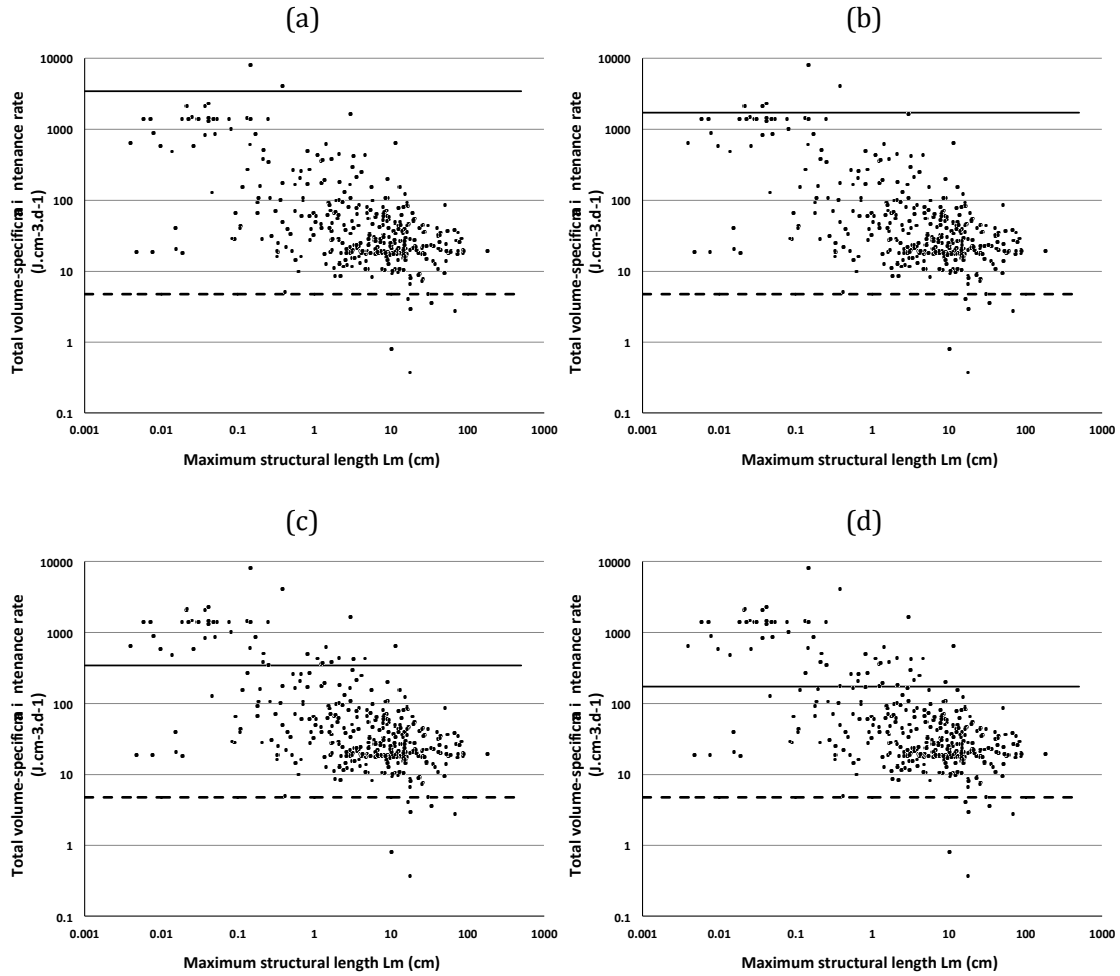 (a)
10000
1000
100
10
1
0.1
0.001 0.01 0.1 1 10 100 1000
Total volume-specific maintenance rate
(J.cm-3.d-1)
Maximum structural length Lm (cm)
(b)
10000
1000
100
10
1
0.1
0.001 0.01 0.1 1 10 100 1000
Total volume-specific maintenance rate
(J.cm-3.d-1)
Maximum structural length Lm (cm)
(c)
10000
1000
100
10
1
0.1
0.001 0.01 0.1 1 10 100 1000
Total volume-specific maintenance rate
(J.cm-3.d-1)
Maximum structural length Lm (cm)
(d)
10000
1000
100
10
1
0.1
0.001 0.01 0.1 1 10 100 1000
Total volume-specific maintenance rate
(J.cm-3.d-1)
Maximum structural length Lm (cm)